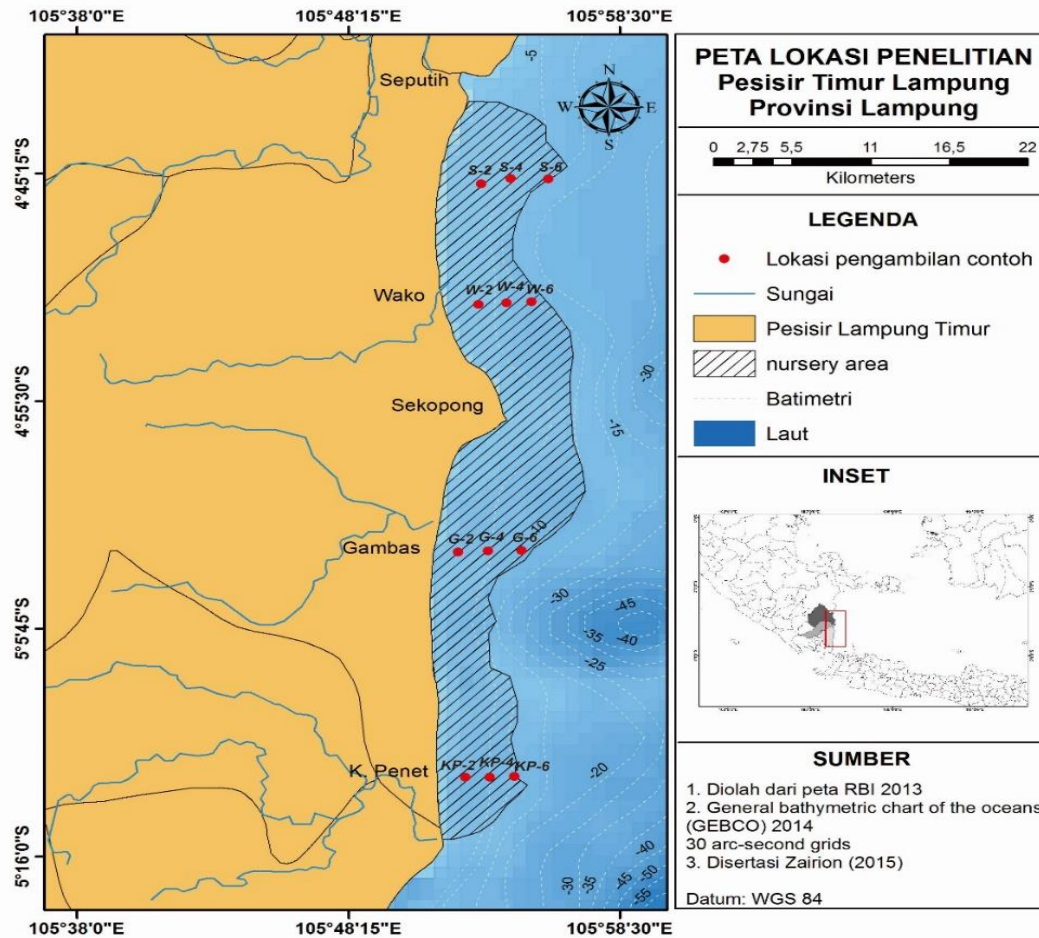 105°38'0"E
105°48'15"E
105°58'30"E
4°45'15"S
4°55'30"S
5°5'45"S
5°16'0"S
Seputih
N
W
E
S
-5
S-2
S-4
S-6
Wako
W-2
W-4
W-6
-30
Sekopong
-15
-10
Gambas
G-2
G-4
G-6
-30
-45
-35
-40
-25
K. Penet
KP-2
KP-4
KP-6
-20
-40
-30
-35
-45
-50
-55
105°38'0"E
105°48'15"E
105°58'30"E
PETA LOKASI PENELITIAN
Pesisir Timur Lampung
Provinsi Lampung
0 2,75 5,5 11 16,5 22
Kilometers
LEGENDA
Lokasi pengambilan contoh
Sungai
Pesisir Lampung Timur
nursery area
Batimetri
Laut
INSET
SUMBER
1. Diolah dari peta RBI 2013
2. General bathymetric chart of the oceans
(GEBCO) 2014
30 arc-second grids
3. Disertasi Zairion (2015)
Datum: WGS 84